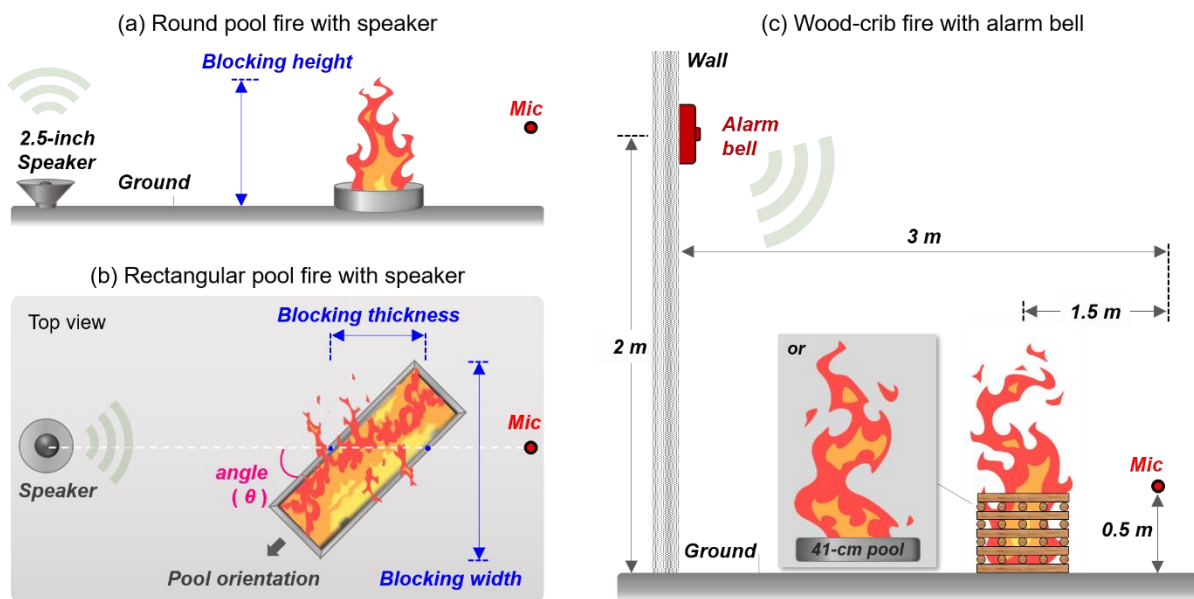 (a) Round pool fire with speaker
Blocking height
Mic
2.5-inch
Speaker
Ground
(b) Rectangular pool fire with speaker
Top view
Blocking thickness
Mic
angle
( θ )
Speaker
Pool orientation
Blocking width
(c) Wood-crib fire with alarm bell
Wall
Alarm
bell
3 m
1.5 m
2 m
or
Mic
41-cm pool
0.5 m
Ground